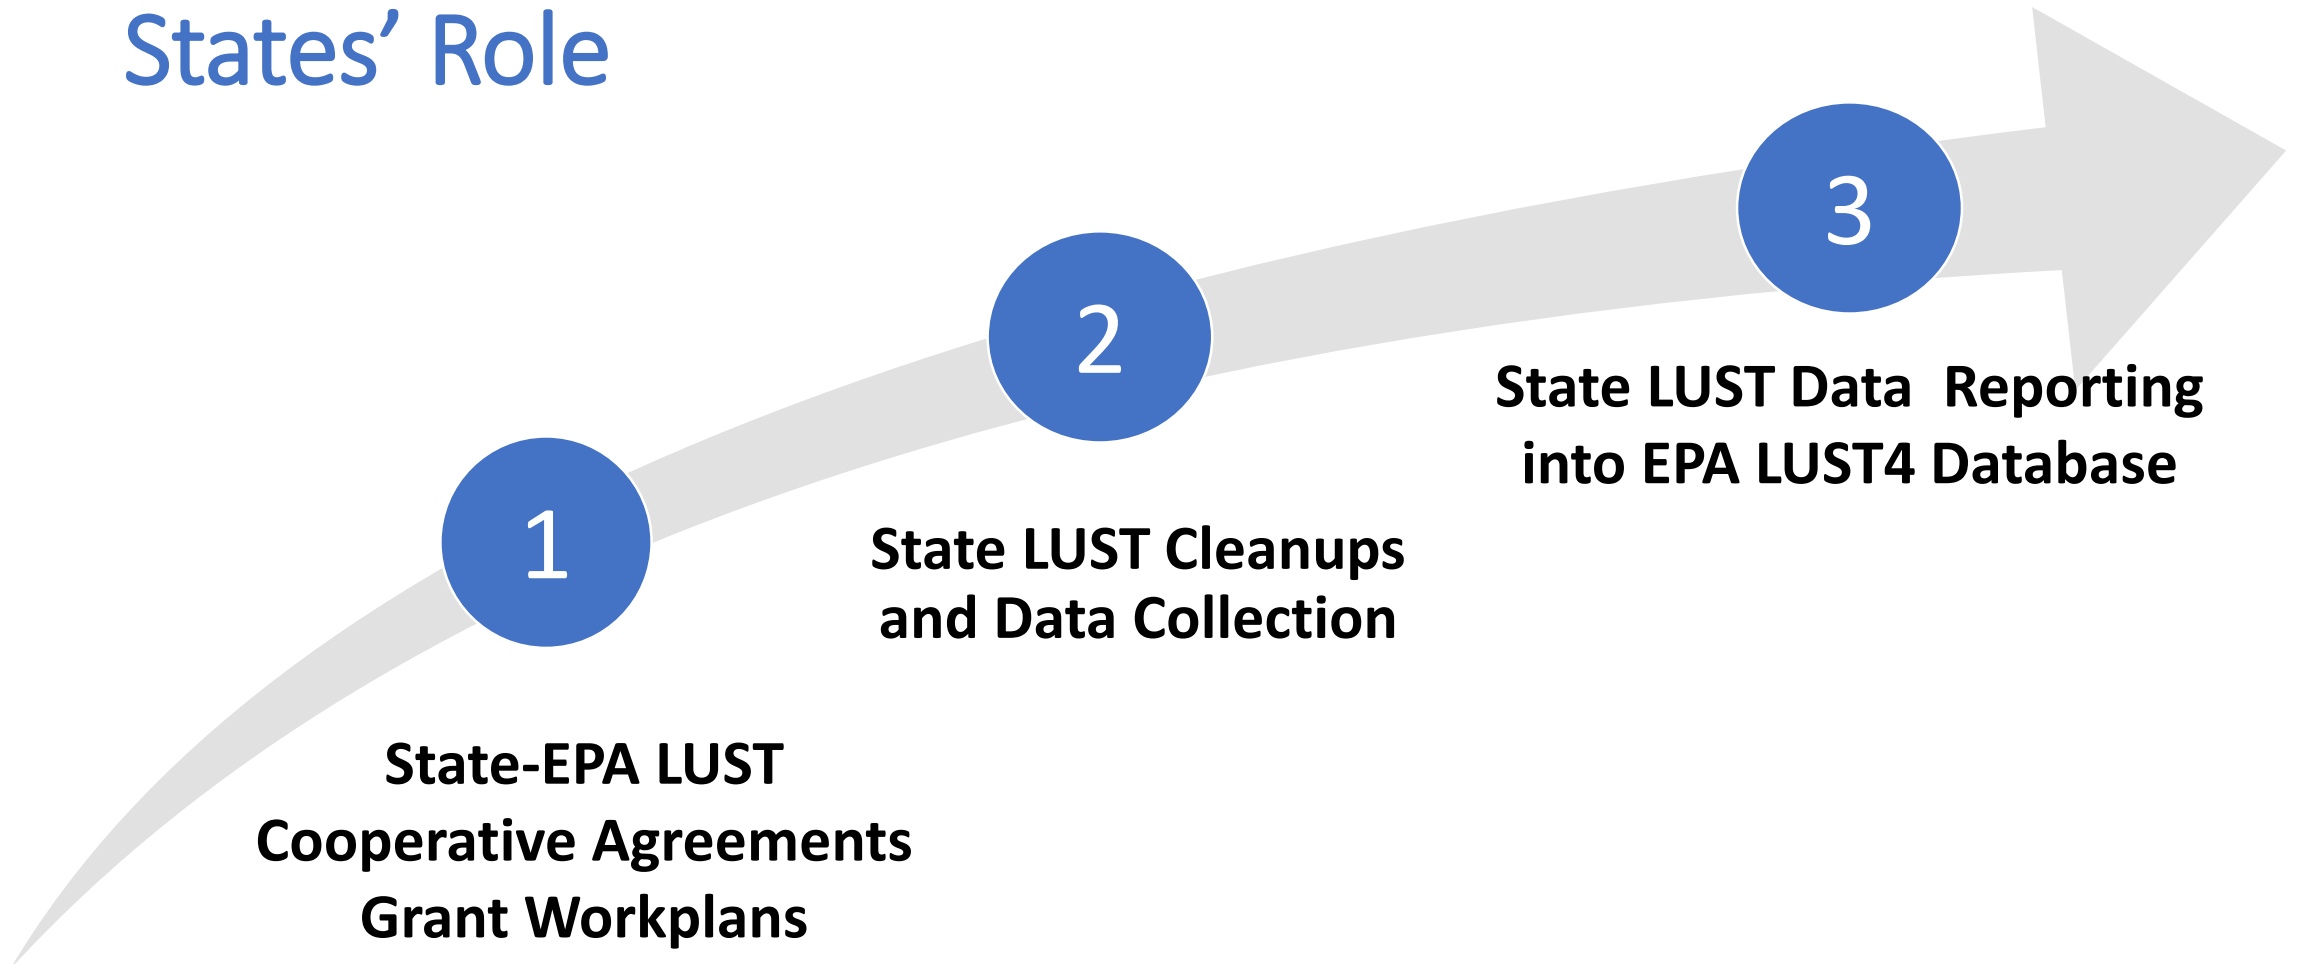 States’ Role
1
State-EPA LUST
Cooperative Agreements
Grant Workplans
2
State LUST Cleanups
and Data Collection
3
State LUST Data  Reporting
into EPA LUST4 Database